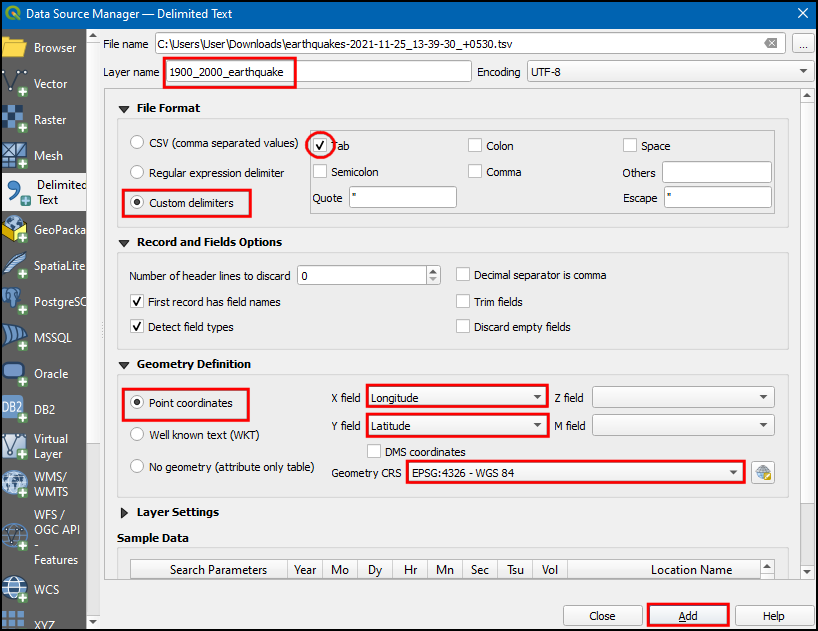 Data Source Manager — Delimited Text
Browser
Vector
Raster
Mesh
Delimited
Text
GeoPacka
SpatiaLite
PostgreSQ
MSSQL
Oracle
DB2
DB2
Virtual
Layer
WMS/
WMTS
WFS /
OGC API
-
Features
WCS
XYZ
File name C:\Users\User\Downloads\earthquakes-2021-11-25_13-39-30_+0530.tsv ...
Layer name 1900_2000_earthquake Encoding UTF-8
File Format
CSV (comma separated values) Tab Colon Space
Regular expression delimiter Semicolon Comma Others
Custom delimiters Quote " Escape "
Record and Fields Options
Number of header lines to discard 0 Decimal separator is comma
First record has field names Trim fields
Detect field types Discard empty fields
Geometry Definition
Point coordinates X field Longitude Z field
Well known text (WKT) Y field Latitude M field
DMS coordinates
No geometry (attribute only table) Geometry CRS EPSG:4326 - WGS 84
Layer Settings
Sample Data
Search Parameters Year Mo Dy Hr Mn Sec Tsu Vol Location Name
Close Add Help